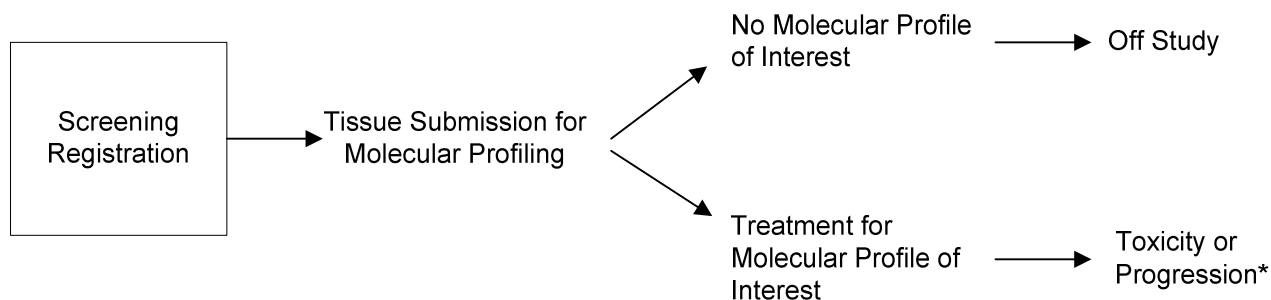 Screening
Registration
Tissue Submission for
Molecular Profiling
No Molecular Profile
of Interest
Off Study
Treatment for
Molecular Profile of
Interest
Toxicity or
Progression*